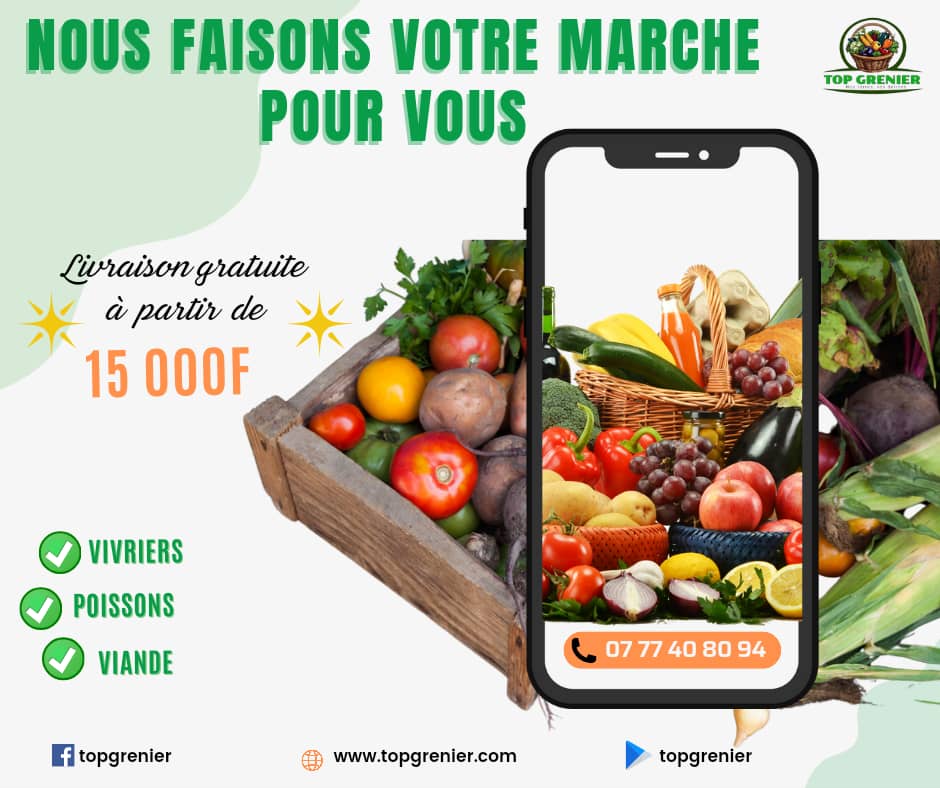 NOUS FAISONS VOTRE MARCHE
POUR VOUS
TOP GRENIER
Livraison gratuite
à partir de
15 000F
VIVRIERS
POISSONS
VIANDE
07 77 40 80 94
topgrenier
www.topgrenier.com
topgrenier